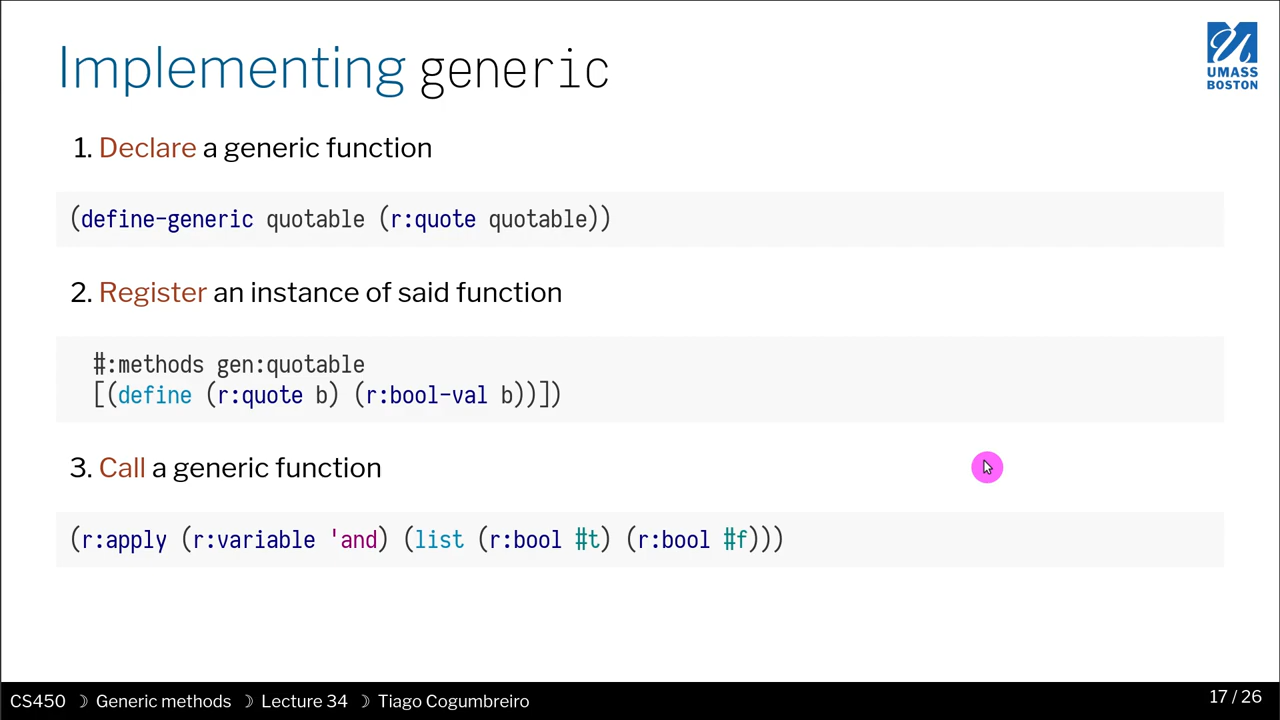 Implementing generic
UMASS
BOSTON
1. Declare a generic function
(define-generic quotable (r:quote quotable))
2. Register an instance of said function
#:methods gen:quotable
[(define (r:quote b) (r:bool-val b))])
3. Call a generic function
(r:apply (r:variable 'and) (list (r:bool #t) (r:bool #f)))
CS450 ☽ Generic methods ☽ Lecture 34 ☽ Tiago Cogumbreiro
17 / 26